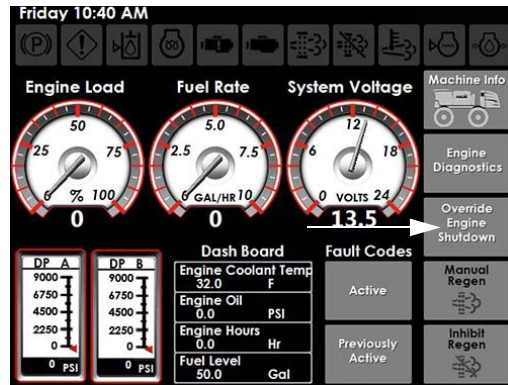 Friday 10:40 AM
(P)
Engine Load
Fuel Rate
System Voltage
Machine Info
50
25
75
0
%
100
0
5.0
2.5
7.5
0
GAL/HR
10
0
12
6
18
0
VOLTS
24
13.5
Engine
Diagnostics
Override
Engine
Shutdown
DP A
9000
6750
4500
2250
0
0 PSI
DP B
9000
6750
4500
2250
0
0 PSI
Dash Board
Engine Coolant Temp
32.0 F
Engine Oil
0.0 PSI
Engine Hours
0.0 Hr
Fuel Level
50.0 Gal
Fault Codes
Active
Previously
Active
Manual
Regen
Inhibit
Regen